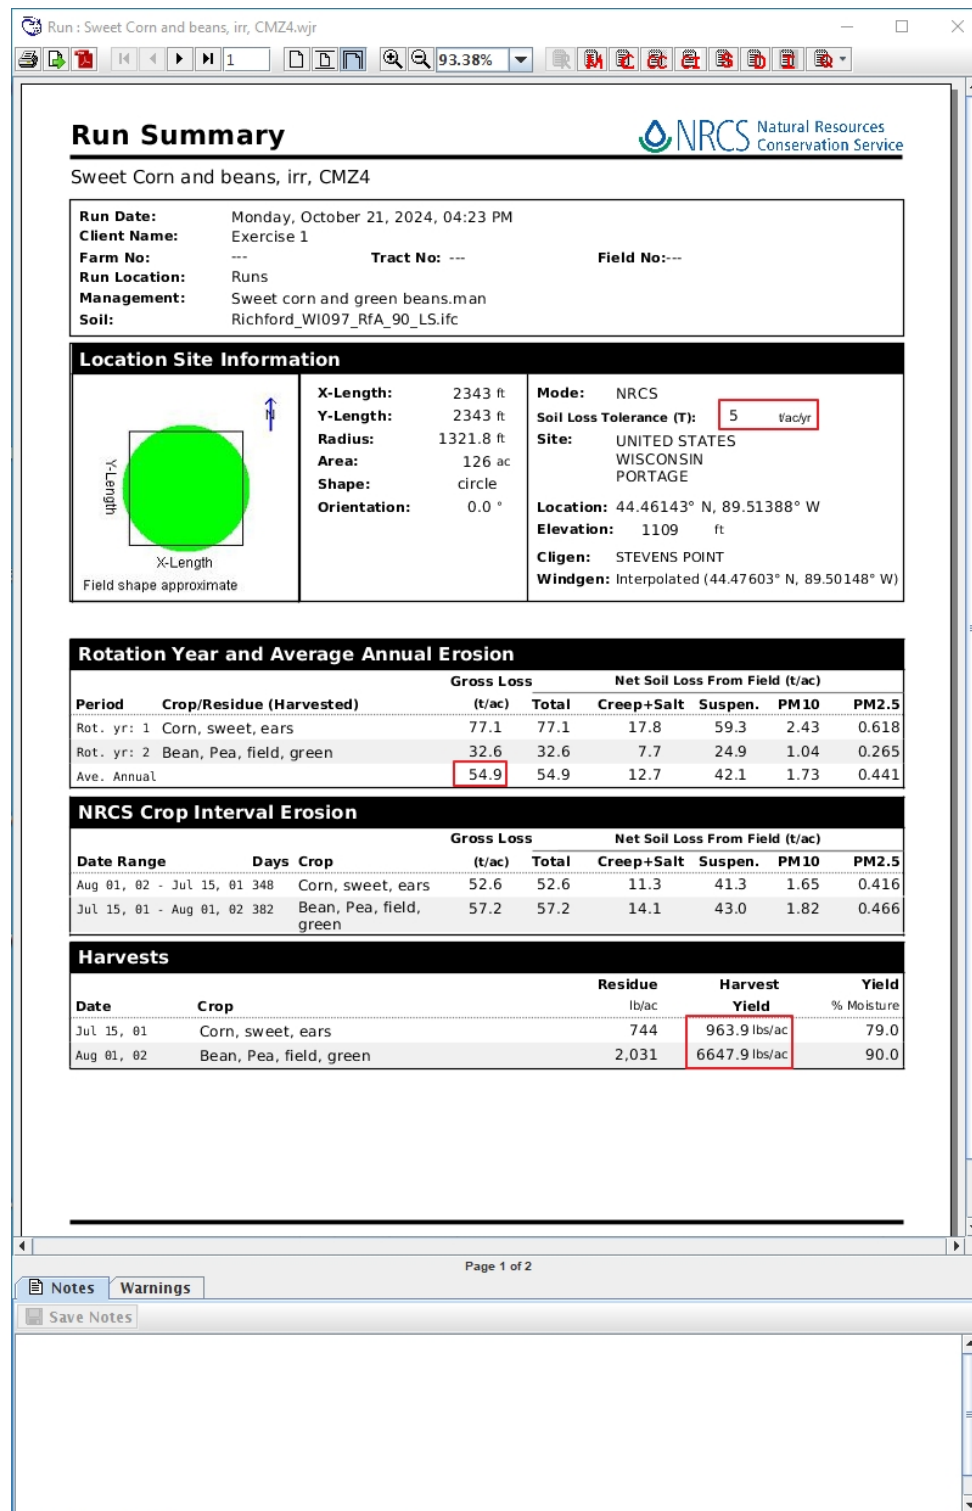 Run : Sweet Corn and beans, irr, CMZ4.wjr
1
93.38%
Run Summary
NRCS Natural Resources Conservation Service
Sweet Corn and beans, irr, CMZ4
Run Date: Monday, October 21, 2024, 04:23 PM
Client Name: Exercise 1
Farm No: --- Tract No: --- Field No:---
Run Location: Runs
Management: Sweet corn and green beans.man
Soil: Richford_WI097_RfA_90_LS.ifc
Location Site Information
N
Y-Length
X-Length
Field shape approximate
X-Length: 2343 ft
Y-Length: 2343 ft
Radius: 1321.8 ft
Area: 126 ac
Shape: circle
Orientation: 0.0 °
Mode: NRCS
Soil Loss Tolerance (T): 5 t/ac/yr
Site: UNITED STATES
WISCONSIN
PORTAGE
Location: 44.46143° N, 89.51388° W
Elevation: 1109 ft
Cligen: STEVENS POINT
Windgen: Interpolated (44.47603° N, 89.50148° W)
Rotation Year and Average Annual Erosion
Gross Loss Net Soil Loss From Field (t/ac)
Period Crop/Residue (Harvested) (t/ac) Total Creep+Salt Suspen. PM10 PM2.5
Rot. yr: 1 Corn, sweet, ears 77.1 77.1 17.8 59.3 2.43 0.618
Rot. yr: 2 Bean, Pea, field, green 32.6 32.6 7.7 24.9 1.04 0.265
Ave. Annual 54.9 54.9 12.7 42.1 1.73 0.441
NRCS Crop Interval Erosion
Gross Loss Net Soil Loss From Field (t/ac)
Date Range Days Crop (t/ac) Total Creep+Salt Suspen. PM10 PM2.5
Aug 01, 02 - Jul 15, 01 348 Corn, sweet, ears 52.6 52.6 11.3 41.3 1.65 0.416
Jul 15, 01 - Aug 01, 02 382 Bean, Pea, field, 57.2 57.2 14.1 43.0 1.82 0.466
green
Harvests
Residue Harvest Yield
Date Crop lb/ac Yield % Moisture
Jul 15, 01 Corn, sweet, ears 744 963.9 lbs/ac 79.0
Aug 01, 02 Bean, Pea, field, green 2,031 6647.9 lbs/ac 90.0
Page 1 of 2
Notes Warnings
Save Notes